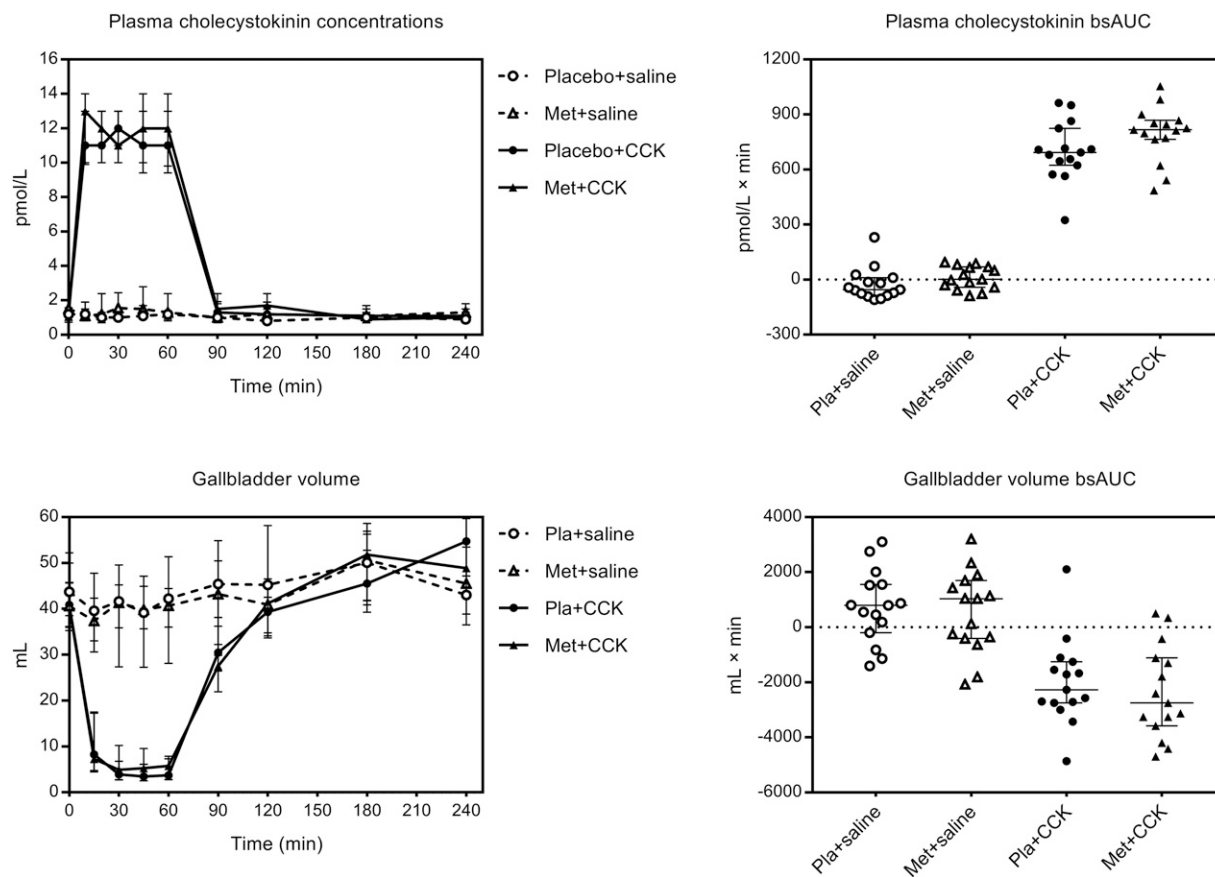 Plasma cholecystokinin concentrations
16
14
12
10
8
6
4
2
0
pmol/L
0 30 60 90 120 150 180 210 240
Time (min)
Placebo+saline
Met+saline
Placebo+CCK
Met+CCK
Plasma cholecystokinin bsAUC
1200
900
600
300
0
-300
pmol/L × min
Pla+saline
Met+saline
Pla+CCK
Met+CCK
Gallbladder volume
60
50
40
30
20
10
0
mL
0 30 60 90 120 150 180 210 240
Time (min)
Pla+saline
Met+saline
Pla+CCK
Met+CCK
Gallbladder volume bsAUC
4000
2000
0
-2000
-4000
-6000
mL × min
Pla+saline
Met+saline
Pla+CCK
Met+CCK